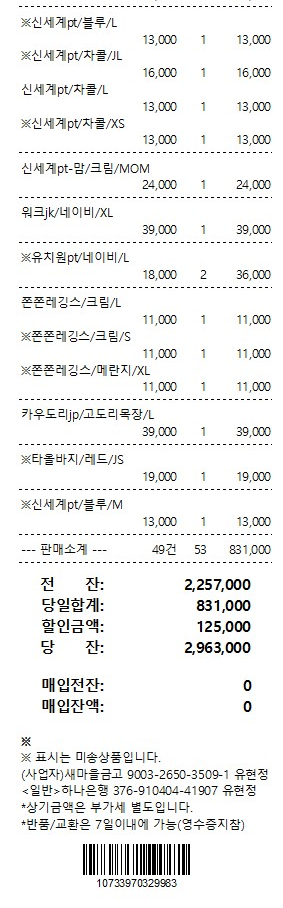 ※신세계pt/블루/L
13,000 1 13,000
※신세계pt/차콜/JL
16,000 1 16,000
신세계pt/차콜/L
13,000 1 13,000
※신세계pt/차콜/XS
13,000 1 13,000
신세계pt-맘/크림/MOM
24,000 1 24,000
워크jk/네이비/XL
39,000 1 39,000
※유치원pt/네이비/L
18,000 2 36,000
쫀쫀레깅스/크림/L
11,000 1 11,000
※쫀쫀레깅스/크림/S
11,000 1 11,000
※쫀쫀레깅스/메란지/XL
11,000 1 11,000
카우도리jp/고도리목장/L
39,000 1 39,000
※타올바지/레드/JS
19,000 1 19,000
※신세계pt/블루/M
13,000 1 13,000
--- 판매소계 --- 49건 53 831,000
전 잔: 2,257,000
당일합계: 831,000
할인금액: 125,000
당 잔: 2,963,000
매입전잔: 0
매입잔액: 0
※
※ 표시는 미송상품입니다.
(사업자)새마을금고 9003-2650-3509-1 유현정
<일반>하나은행 376-910404-41907 유현정
*상기금액은 부가세 별도입니다.
*반품/교환은 7일이내에 가능(영수증지참)
10733970329983